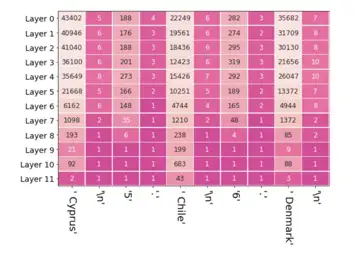 Layer 0 43402 5 188 4 22249 6 282 3 35682 7
Layer 1 40946 6 176 3 19561 6 274 2 31709 8
Layer 2 41040 6 188 3 18436 6 295 3 30130 8
Layer 3 36100 6 201 3 12423 6 319 3 21656 10
Layer 4 35649 8 273 3 15426 7 292 3 26047 10
Layer 5 21668 5 166 2 10251 5 189 2 13372 7
Layer 6 6162 6 148 1 4744 4 165 2 4944 8
Layer 7 1098 2 35 1 1210 2 48 1 1372 2
Layer 8 193 1 6 1 238 1 4 1 85 2
Layer 9 21 1 1 1 199 1 1 1 9 1
Layer 10 92 1 1 1 683 1 1 1 88 1
Layer 11 2 1 1 1 43 1 1 1 3 1
' Cyprus' '\n' '5' '.' ' Chile' '\n' '6' '.' ' Denmark' '\n'